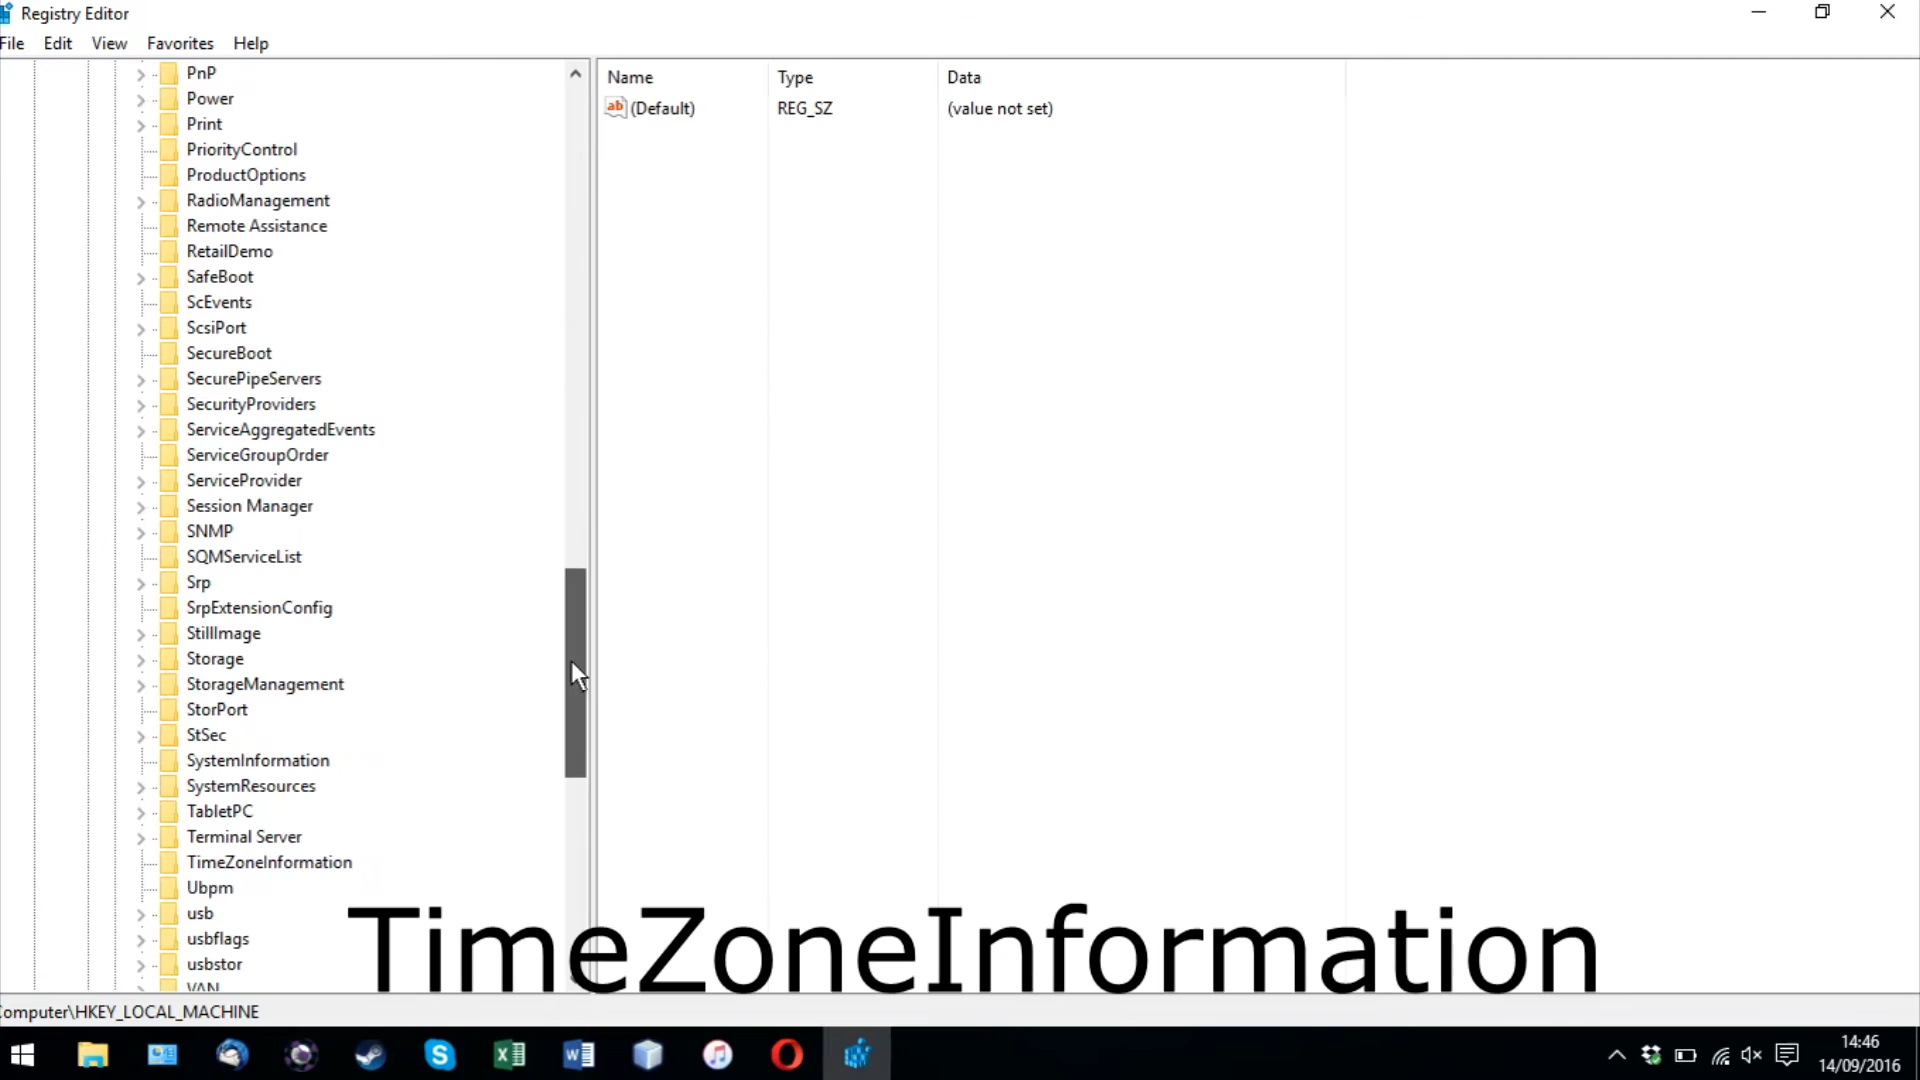 Registry Editor
File Edit View Favorites Help
PnP
Power
Print
PriorityControl
ProductOptions
RadioManagement
Remote Assistance
RetailDemo
SafeBoot
ScEvents
ScsiPort
SecureBoot
SecurePipeServers
SecurityProviders
ServiceAggregatedEvents
ServiceGroupOrder
ServiceProvider
Session Manager
SNMP
SQMServiceList
Srp
SrpExtensionConfig
StillImage
Storage
StorageManagement
StorPort
StSec
SystemInformation
SystemResources
TabletPC
Terminal Server
TimeZoneInformation
Ubpm
usb
usbflags
usbstor
VAN
Name Type Data
ab (Default) REG_SZ (value not set)
TimeZoneInformation
Computer\HKEY_LOCAL_MACHINE
14:46
14/09/2016